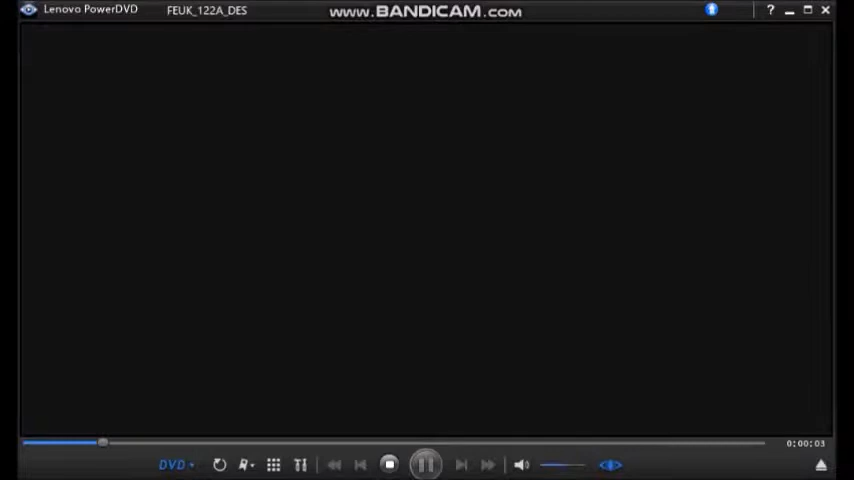 Lenovo PowerDVD
FEUK_122A_DES
www.BANDICAM.com
?
0:00:03
DVD